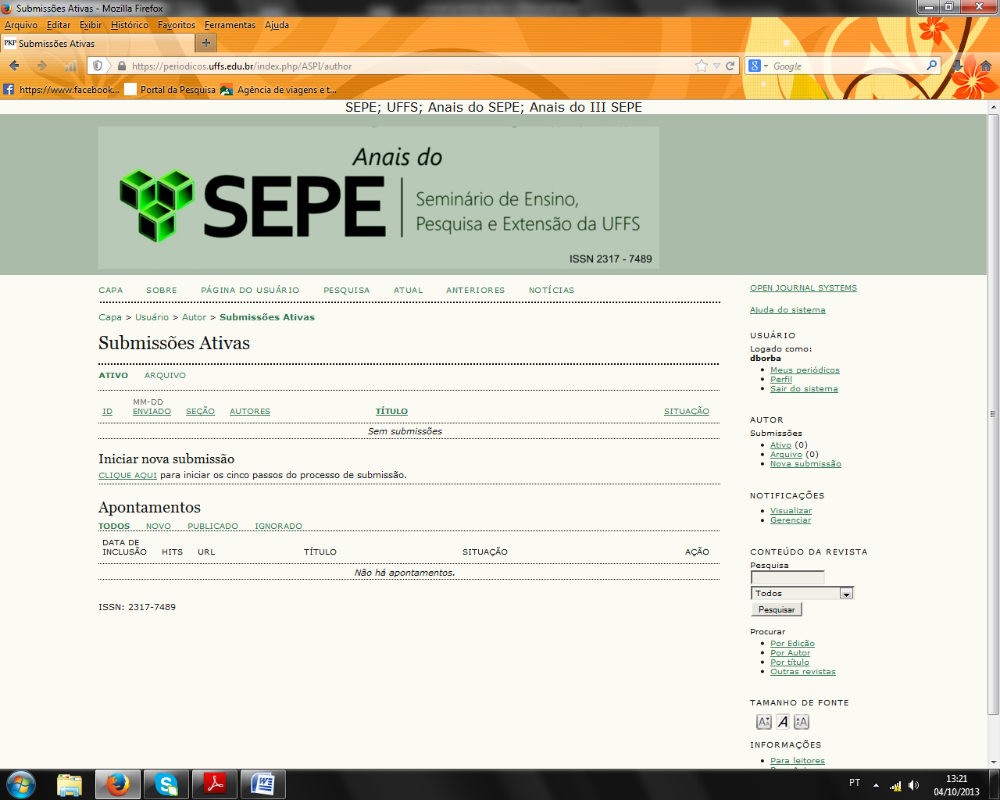 Submissões Ativas - Mozilla Firefox
Arquivo Editar Exibir Histórico Favoritos Ferramentas Ajuda
PKP Submissões Ativas
https://periodicos.uffs.edu.br/index.php/ASPI/author
Google
https://www.facebook... Portal da Pesquisa Agência de viagens e t...
SEPE; UFFS; Anais do SEPE; Anais do III SEPE
Anais do
SEPE
Seminário de Ensino,
Pesquisa e Extensão da UFFS
ISSN 2317 - 7489
CAPA SOBRE PÁGINA DO USUÁRIO PESQUISA ATUAL ANTERIORES NOTÍCIAS
Capa > Usuário > Autor > Submissões Ativas
Submissões Ativas
ATIVO ARQUIVO
MM-DD
ID ENVIADO SEÇÃO AUTORES TÍTULO SITUAÇÃO
Sem submissões
Iniciar nova submissão
CLIQUE AQUI para iniciar os cinco passos do processo de submissão.
Apontamentos
TODOS NOVO PUBLICADO IGNORADO
DATA DE
INCLUSÃO HITS URL TÍTULO SITUAÇÃO AÇÃO
Não há apontamentos.
ISSN: 2317-7489
OPEN JOURNAL SYSTEMS
Ajuda do sistema
USUÁRIO
Logado como:
dborba
Meus periódicos
Perfil
Sair do sistema
AUTOR
Submissões
Ativo (0)
Arquivo (0)
Nova submissão
NOTIFICAÇÕES
Visualizar
Gerenciar
CONTEÚDO DA REVISTA
Pesquisa
Todos
Pesquisar
Procurar
Por Edição
Por Autor
Por título
Outras revistas
TAMANHO DE FONTE
INFORMAÇÕES
Para leitores
PT
13:21
04/10/2013